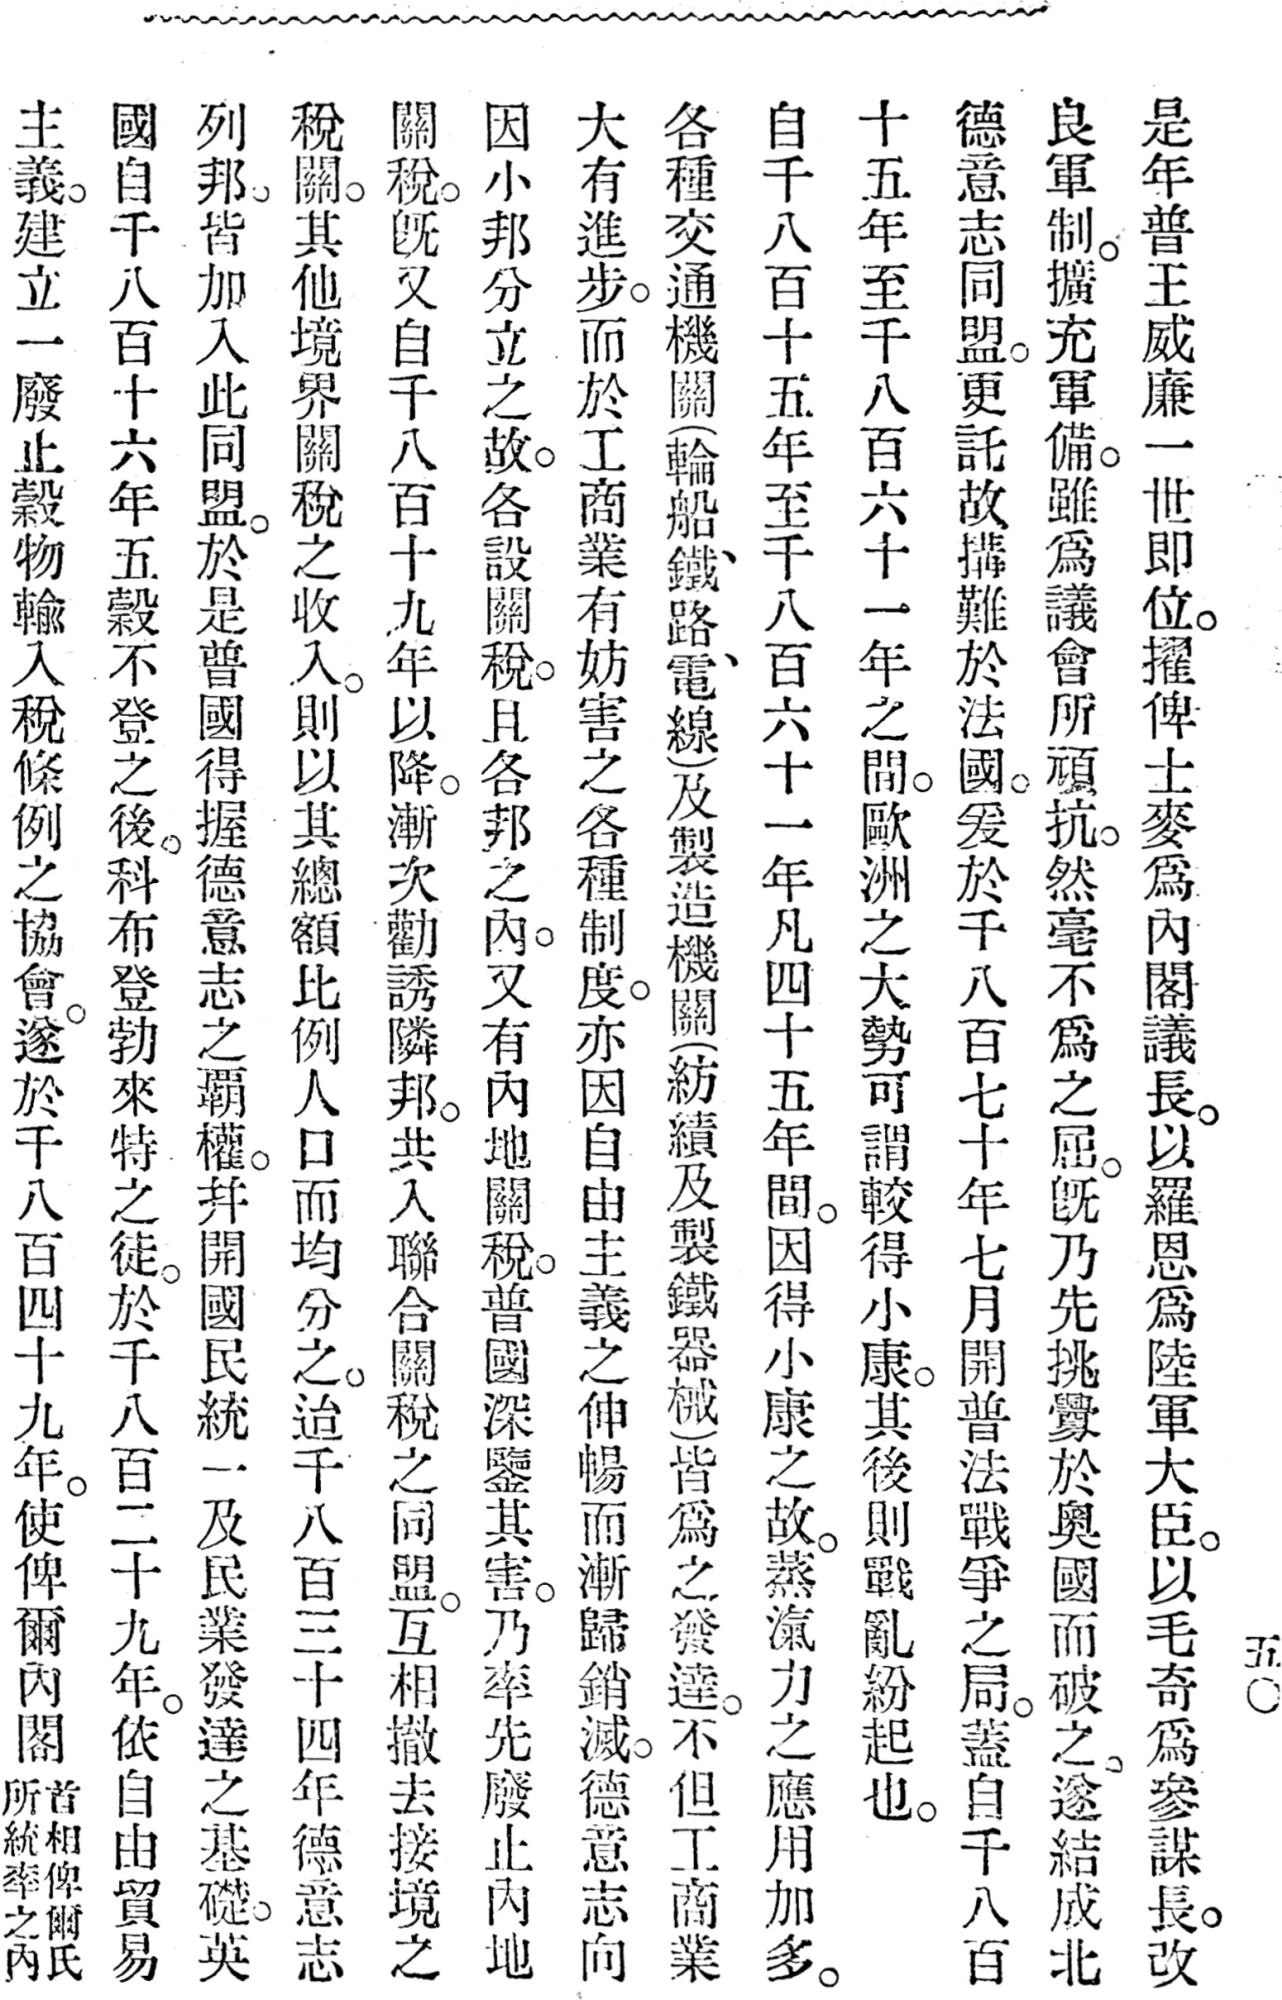 五〇
是年普王威廉一世即位。擢俾士麥爲內閣議長。以羅恩爲陸軍大臣。以毛奇爲參謀長。改
良軍制。擴充軍備。雖爲議會所頑抗。然毫不爲之屈。旣乃先挑釁於奧國而破之。遂結成北
德意志同盟。更託故搆難於法國。爰於千八百七十年七月開普法戰爭之局。蓋自千八百
十五年至千八百六十一年之間。歐洲之大勢可謂較得小康。其後則戰亂紛起也。
自千八百十五年至千八百六十一年凡四十五年間。因得小康之故。蒸滊力之應用加多。
各種交通機關(輪船、鐵路、電線)及製造機關(紡績及製鐵器械)皆爲之發達。不但工商業
大有進步。而於工商業有妨害之各種制度。亦因自由主義之伸暢而漸歸銷滅。德意志向
因小邦分立之故。各設關稅。且各邦之內。又有內地關稅。普國深鑒其害。乃率先廢止內地
關稅。旣又自千八百十九年以降。漸次勸誘隣邦。共入聯合關稅之同盟。互相撤去接境之
稅關。其他境界關稅之收入。則以其總額比例人口而均分之。迨千八百三十四年德意志
列邦。皆加入此同盟。於是普國得握德意志之覇權。幷開國民統一及民業發達之基礎。英
國自千八百十六年五穀不登之後。科布登勃來特之徒。於千八百二十九年。依自由貿易
主義。建立一廢止穀物輸入稅條例之協會。遂於千八百四十九年。使俾爾內閣
首相俾爾氏
所統率之內